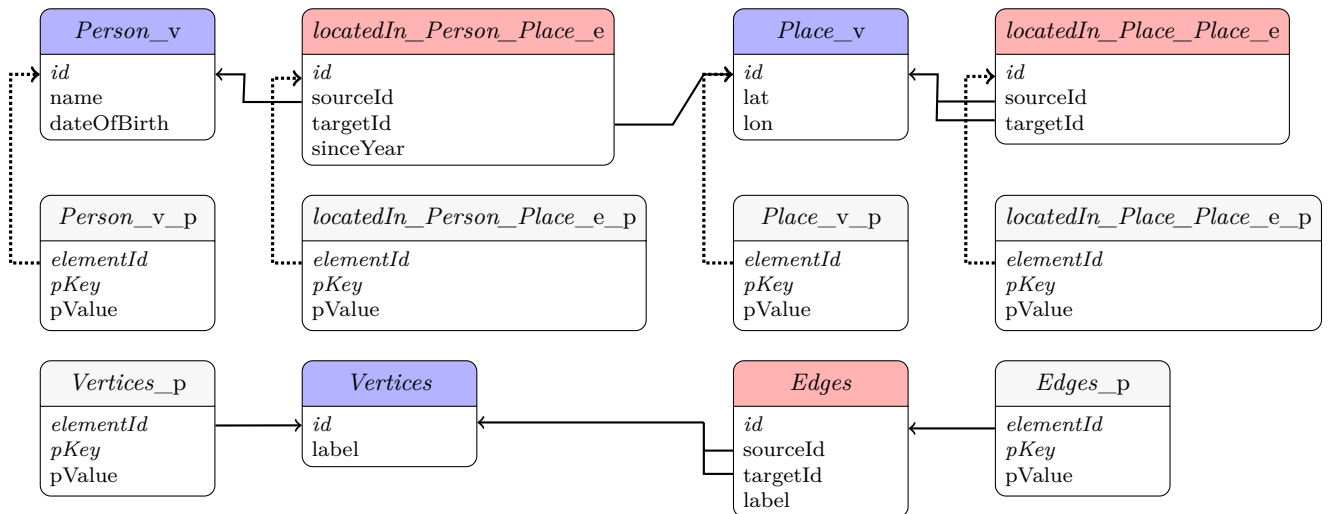 Person_v
id
name
dateOfBirth
locatedIn_Person_Place_e
id
sourceId
targetId
sinceYear
Place_v
id
lat
lon
locatedIn_Place_Place_e
id
sourceId
targetId
Person_v_p
elementId
pKey
pValue
locatedIn_Person_Place_e_p
elementId
pKey
pValue
Place_v_p
elementId
pKey
pValue
locatedIn_Place_Place_e_p
elementId
pKey
pValue
Vertices_p
elementId
pKey
pValue
Vertices
id
label
Edges
id
sourceId
targetId
label
Edges_p
elementId
pKey
pValue